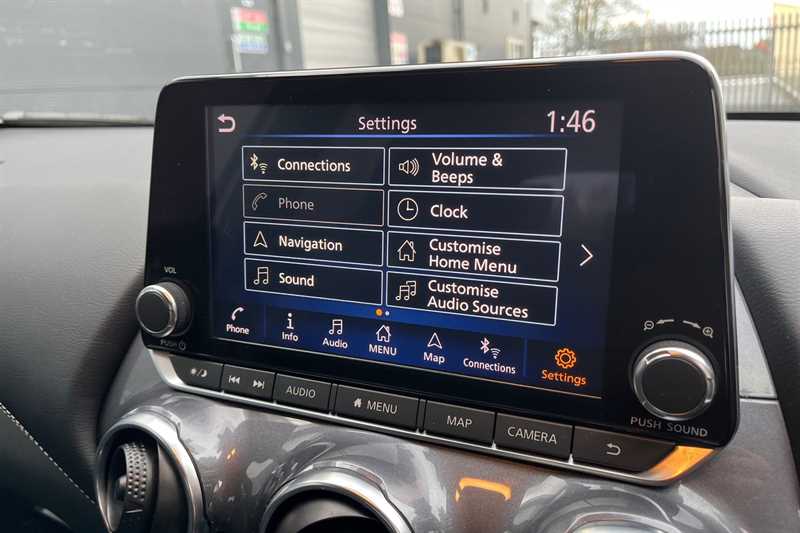 Settings
1:46
Connections
Volume &
Beeps
Phone
Clock
Navigation
Customise
Home Menu
Sound
Customise
Audio Sources
Phone
Info
Audio
MENU
Map
Connections
Settings
VOL
PUSH
PUSH SOUND
AUDIO
MENU
MAP
CAMERA